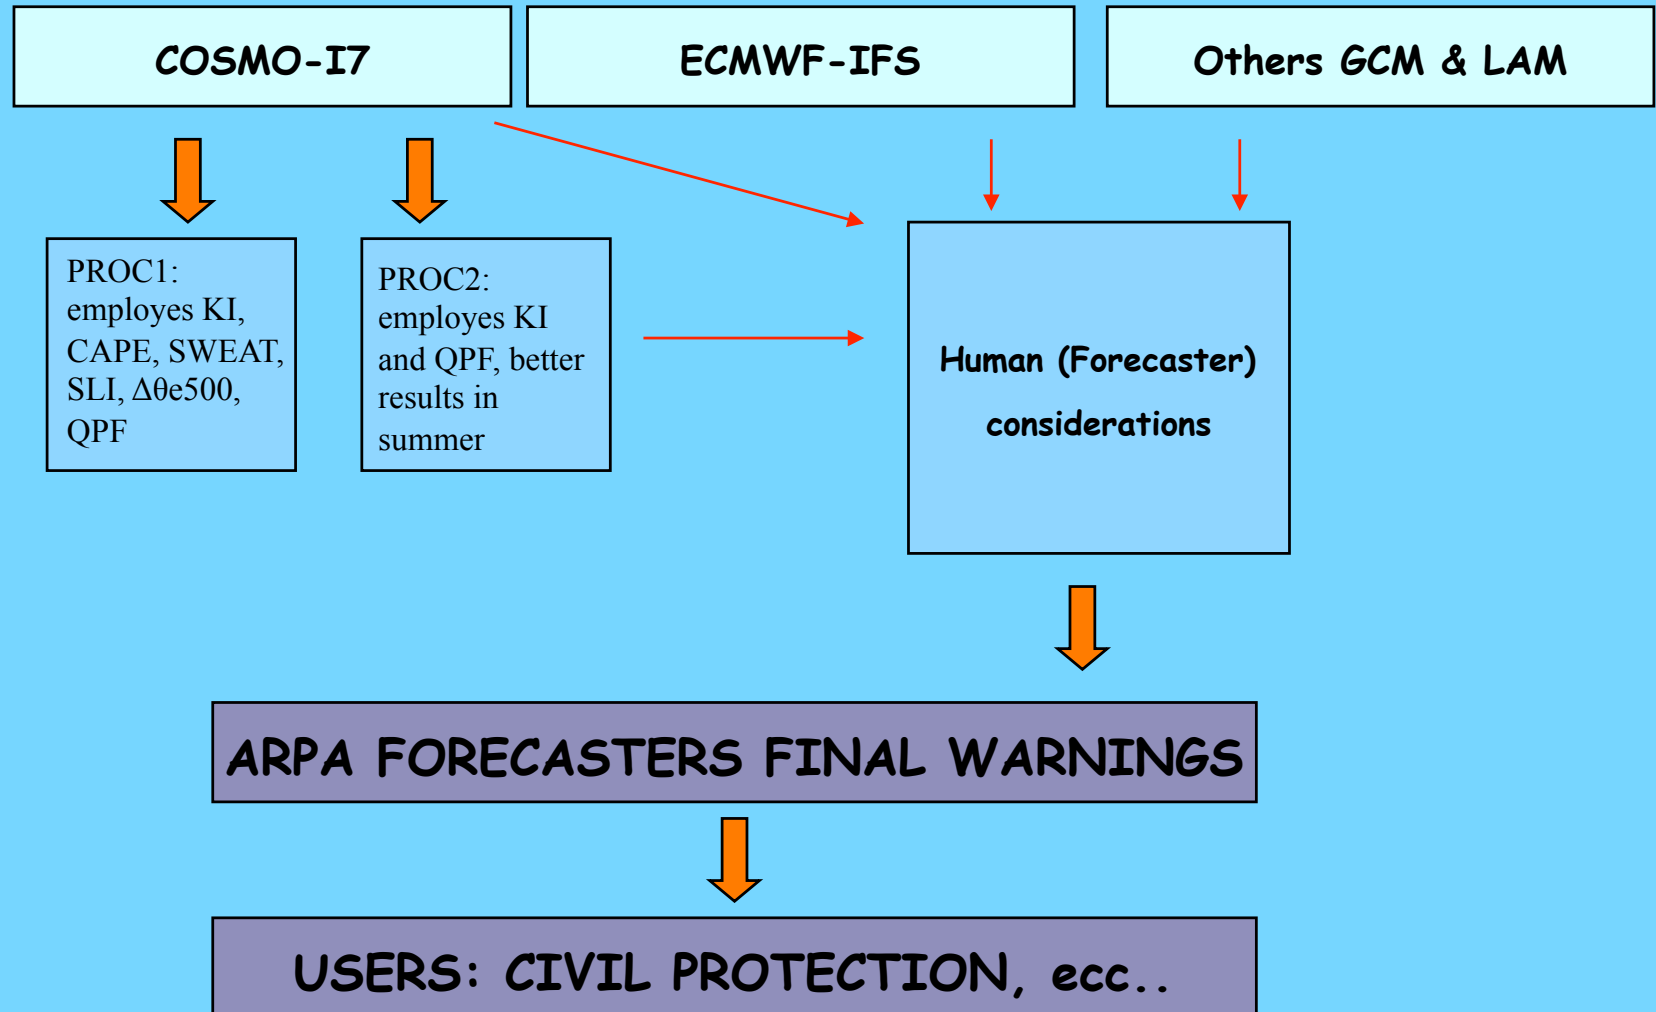 COSMO-I7
ECMWF-IFS
Others GCM & LAM
PROC1:
employes KI,
CAPE, SWEAT,
SLI, Δθe500,
QPF
PROC2:
employes KI
and QPF, better
results in
summer
Human (Forecaster)
considerations
ARPA FORECASTERS FINAL WARNINGS
USERS: CIVIL PROTECTION, ecc..